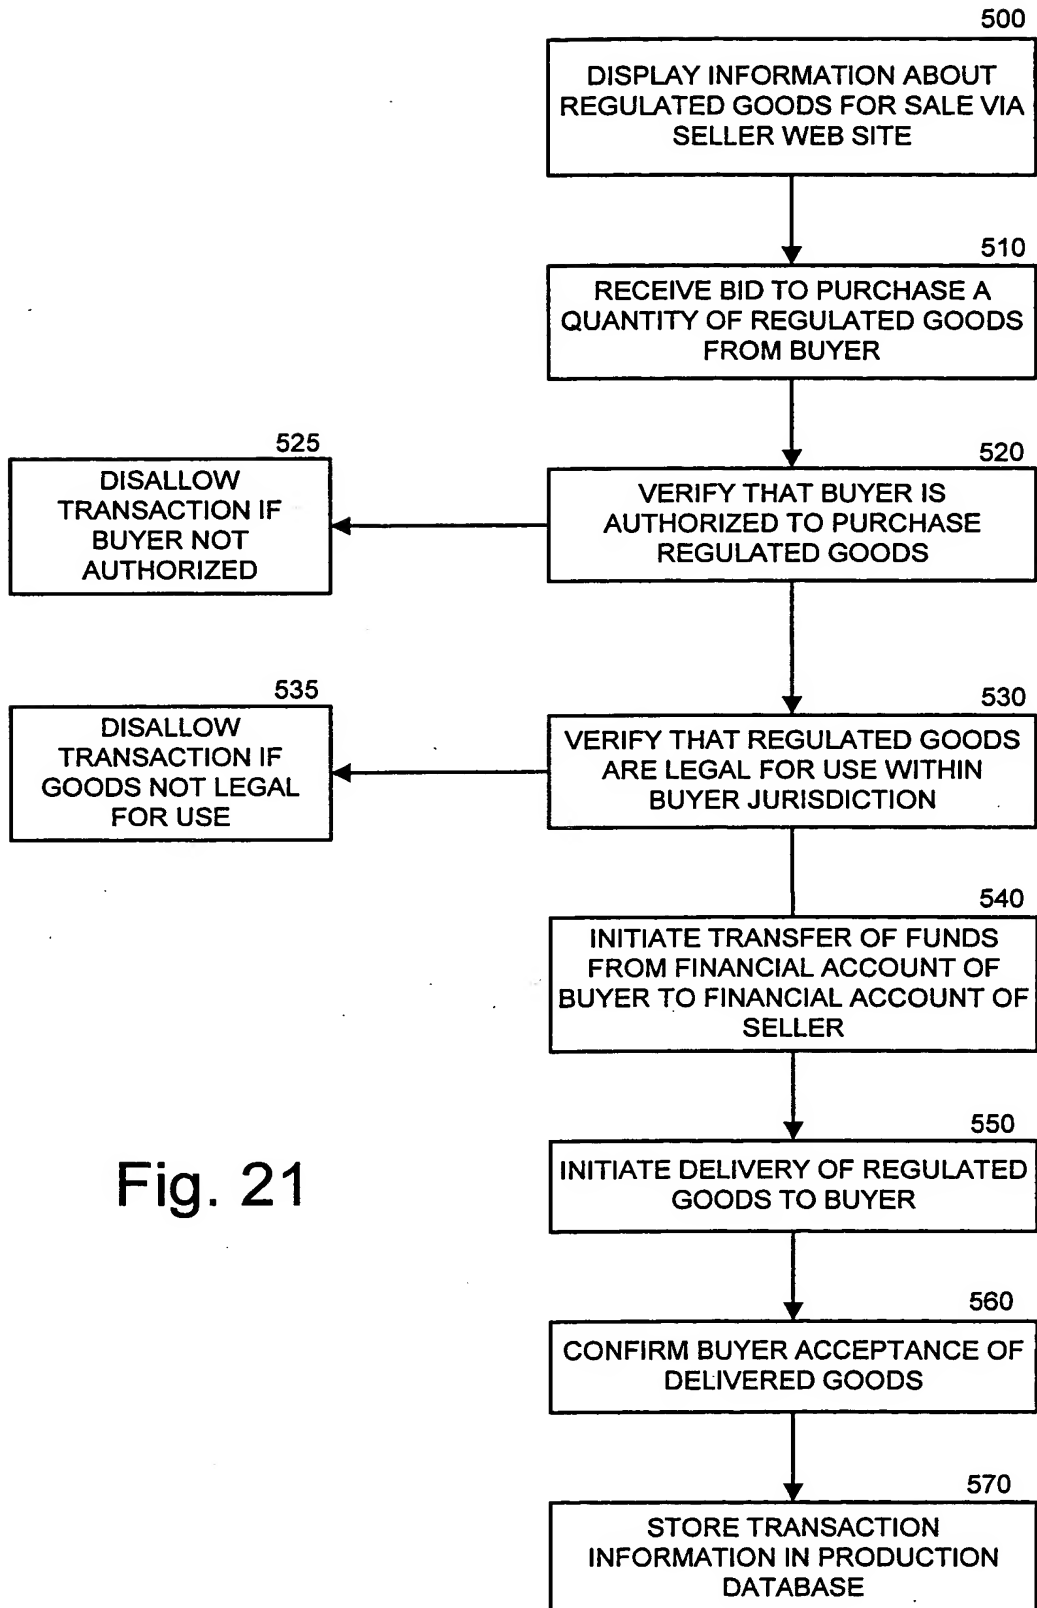 500
DISPLAY INFORMATION ABOUT
REGULATED GOODS FOR SALE VIA
SELLER WEB SITE
510
RECEIVE BID TO PURCHASE A
QUANTITY OF REGULATED GOODS
FROM BUYER
525
DISALLOW
TRANSACTION IF
BUYER NOT
AUTHORIZED
520
VERIFY THAT BUYER IS
AUTHORIZED TO PURCHASE
REGULATED GOODS
535
DISALLOW
TRANSACTION IF
GOODS NOT LEGAL
FOR USE
530
VERIFY THAT REGULATED GOODS
ARE LEGAL FOR USE WITHIN
BUYER JURISDICTION
540
INITIATE TRANSFER OF FUNDS
FROM FINANCIAL ACCOUNT OF
BUYER TO FINANCIAL ACCOUNT OF
SELLER
550
INITIATE DELIVERY OF REGULATED
GOODS TO BUYER
Fig. 21
560
CONFIRM BUYER ACCEPTANCE OF
DELIVERED GOODS
570
STORE TRANSACTION
INFORMATION IN PRODUCTION
DATABASE